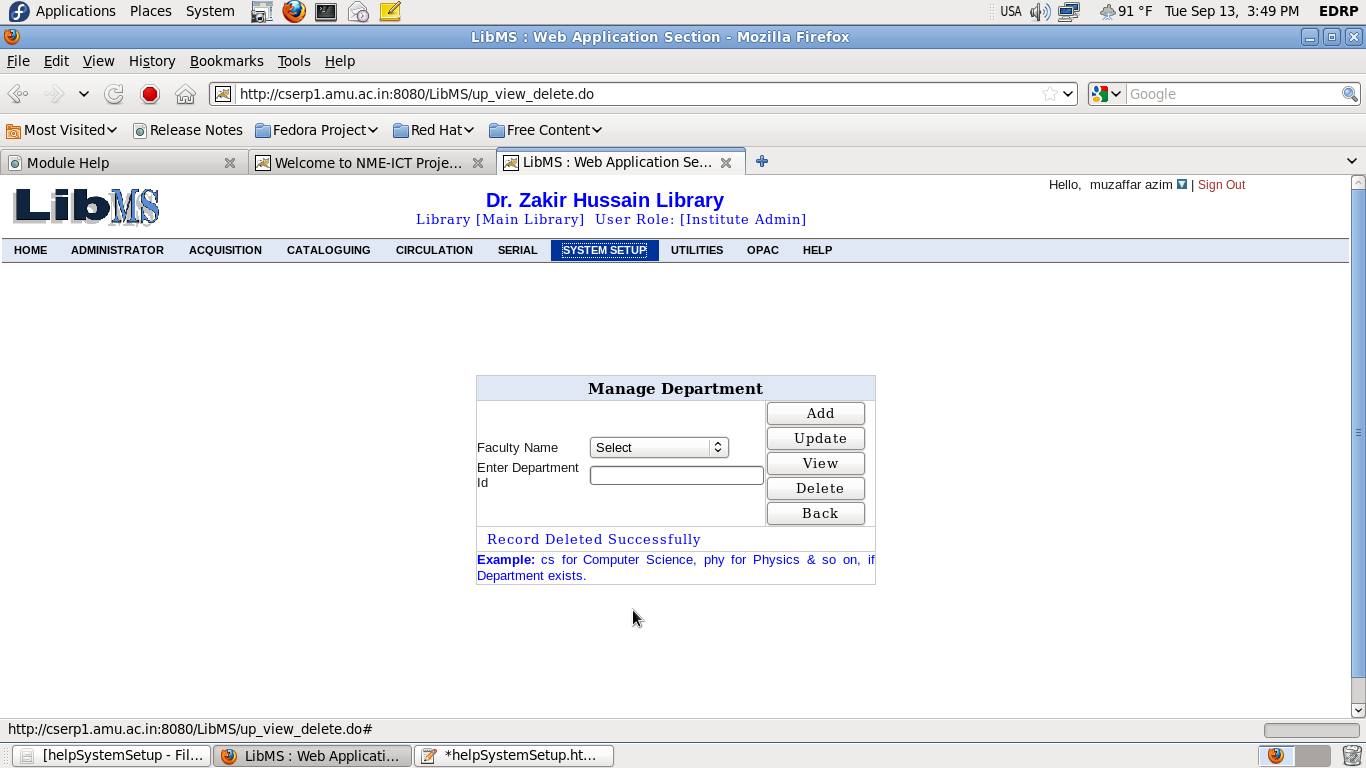 Applications Places System USA 91 °F Tue Sep 13, 3:49 PM EDRP
LibMS : Web Application Section - Mozilla Firefox
File Edit View History Bookmarks Tools Help
http://cserp1.amu.ac.in:8080/LibMS/up_view_delete.do Google
Most Visited Release Notes Fedora Project Red Hat Free Content
Module Help Welcome to NME-ICT Proje... LibMS : Web Application Se...
Hello, muzaffar azim | Sign Out
LibMS
Dr. Zakir Hussain Library
Library [Main Library] User Role: [Institute Admin]
HOME ADMINISTRATOR ACQUISITION CATALOGUING CIRCULATION SERIAL SYSTEM SETUP UTILITIES OPAC HELP
Manage Department
Add
Update
Faculty Name Select
View
Enter Department
Id
Delete
Back
Record Deleted Successfully
Example: cs for Computer Science, phy for Physics & so on, if
Department exists.
http://cserp1.amu.ac.in:8080/LibMS/up_view_delete.do#
[helpSystemSetup - Fil... LibMS : Web Applicati... *helpSystemSetup.ht...